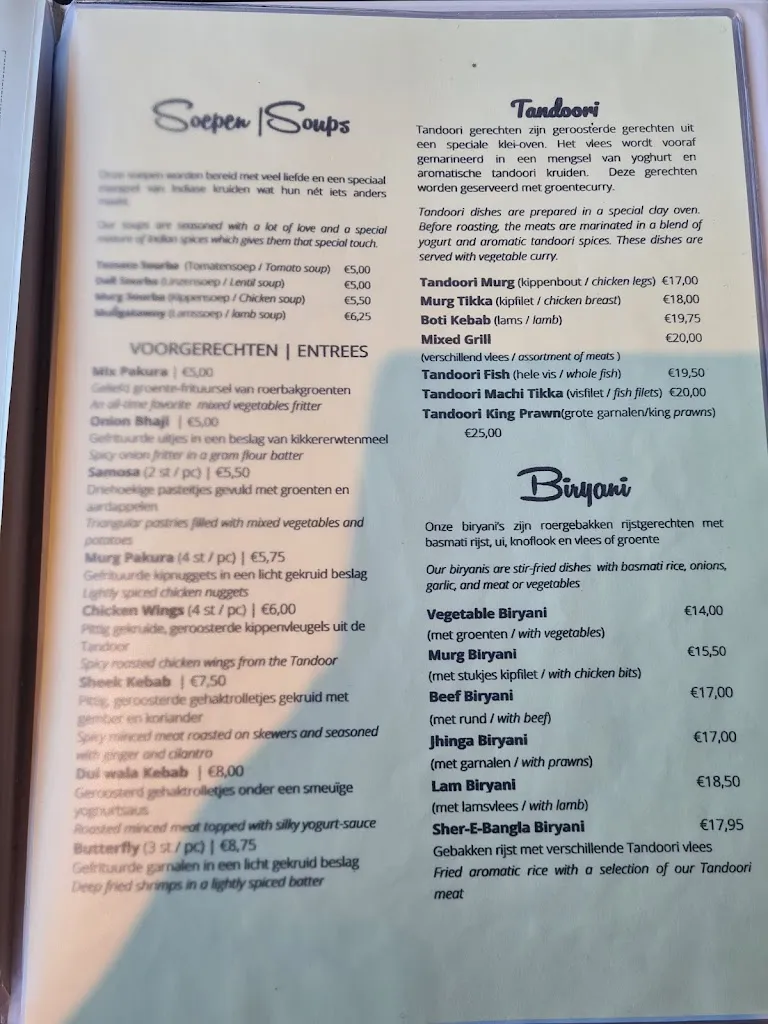 Soepen | Soups
Onze soepen worden bereid met veel liefde en een speciaal
mengsel van Indiase kruiden wat hun nét iets anders
maakt
Our soups are seasoned with a lot of love and a special
mixture of Indian spices which gives them that special touch.
Tomato Sourba (Tomatensoep / Tomato soup) €5,00
Dall Sourba (Linzensoep / Lentil soup) €5,00
Murg Sourba (Kippensoep / Chicken soup) €5,50
Mulligatawny (Lamssoep / lamb soup) €6,25
VOORGERECHTEN | ENTREES
Mix Pakura | €5,00
Geliefd groente-frituursel van roerbakgroenten
An all-time favorite mixed vegetables fritter
Onion Bhaji | €5,00
Gefrituurde uitjes in een beslag van kikkererwtenmeel
Spicy onion fritter in a gram flour batter
Samosa (2 st / pc) | €5,50
Driehoekige pasteitjes gevuld met groenten en
aardappelen
Triangular pastries filled with mixed vegetables and
potatoes
Murg Pakura (4 st / pc) | €5,75
Gefrituurde kipnuggets in een licht gekruid beslag
Lightly spiced chicken nuggets
Chicken Wings (4 st / pc) | €6,00
Pittig gekruide, geroosterde kippenvleugels uit de
Tandoor
Spicy roasted chicken wings from the Tandoor
Sheek Kebab | €7,50
Pittig, geroosterde gehaktrolletjes gekruid met
gember en koriander
Spicy minced meat roasted on skewers and seasoned
with ginger and cilantro
Dui wala Kebab | €8,00
Geroosterd gehaktrolletjes onder een smeuïge
yoghurtsaus
Roasted minced meat topped with silky yogurt-sauce
Butterfly (3 st / pc) | €8,75
Gefrituurde garnalen in een licht gekruid beslag
Deep fried shrimps in a lightly spiced batter
Tandoori
Tandoori gerechten zijn geroosterde gerechten uit
een speciale klei-oven. Het vlees wordt vooraf
gemarineerd in een mengsel van yoghurt en
aromatische tandoori kruiden. Deze gerechten
worden geserveerd met groentecurry.
Tandoori dishes are prepared in a special clay oven.
Before roasting, the meats are marinated in a blend of
yogurt and aromatic tandoori spices. These dishes are
served with vegetable curry.
Tandoori Murg (kippenbout / chicken legs) €17,00
Murg Tikka (kipfilet / chicken breast) €18,00
Boti Kebab (lams / lamb) €19,75
Mixed Grill €20,00
(verschillend vlees / assortment of meats )
Tandoori Fish (hele vis / whole fish) €19,50
Tandoori Machi Tikka (visfilet / fish filets) €20,00
Tandoori King Prawn(grote garnalen/king prawns)
€25,00
Biryani
Onze biryani's zijn roergebakken rijstgerechten met
basmati rijst, ui, knoflook en vlees of groente
Our biryanis are stir-fried dishes with basmati rice, onions,
garlic, and meat or vegetables
Vegetable Biryani €14,00
(met groenten / with vegetables)
Murg Biryani €15,50
(met stukjes kipfilet / with chicken bits)
Beef Biryani €17,00
(met rund / with beef)
Jhinga Biryani €17,00
(met garnalen / with prawns)
Lam Biryani €18,50
(met lamsvlees / with lamb)
Sher-E-Bangla Biryani €17,95
Gebakken rijst met verschillende Tandoori vlees
Fried aromatic rice with a selection of our Tandoori
meat